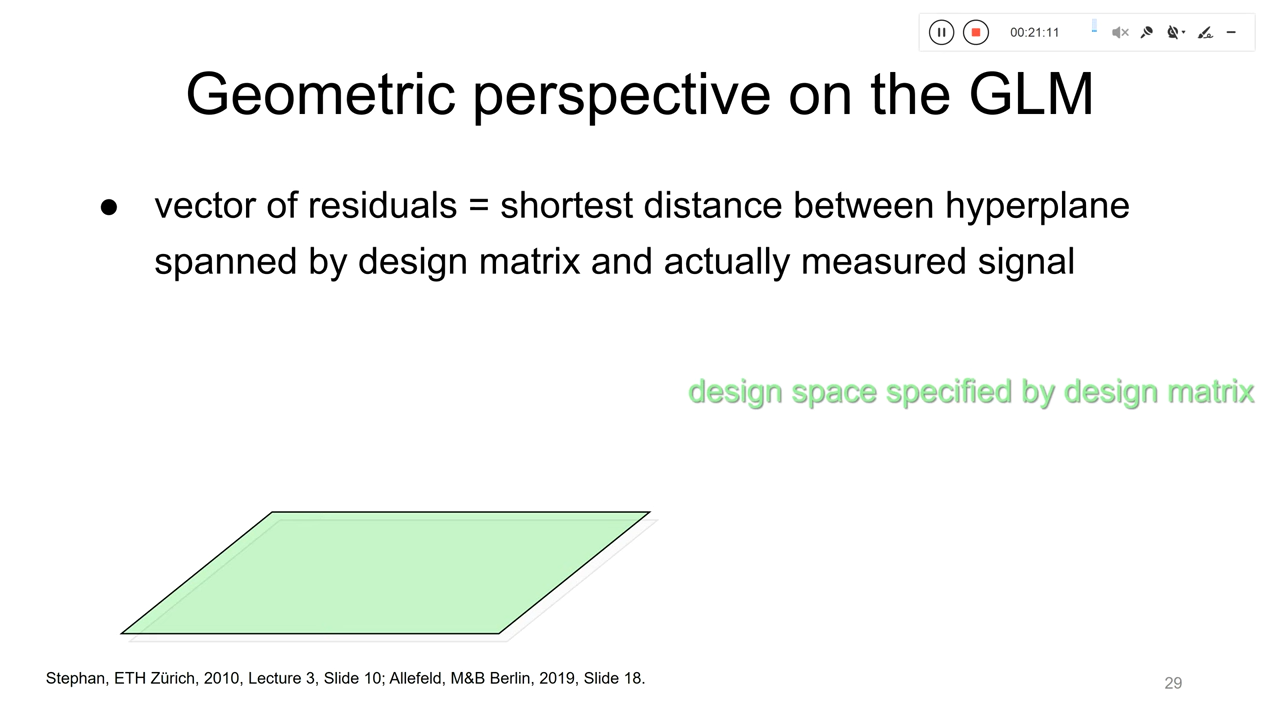 00:21:11
Geometric perspective on the GLM
● vector of residuals = shortest distance between hyperplane
spanned by design matrix and actually measured signal
design space specified by design matrix
Stephan, ETH Zürich, 2010, Lecture 3, Slide 10; Allefeld, M&B Berlin, 2019, Slide 18.
29